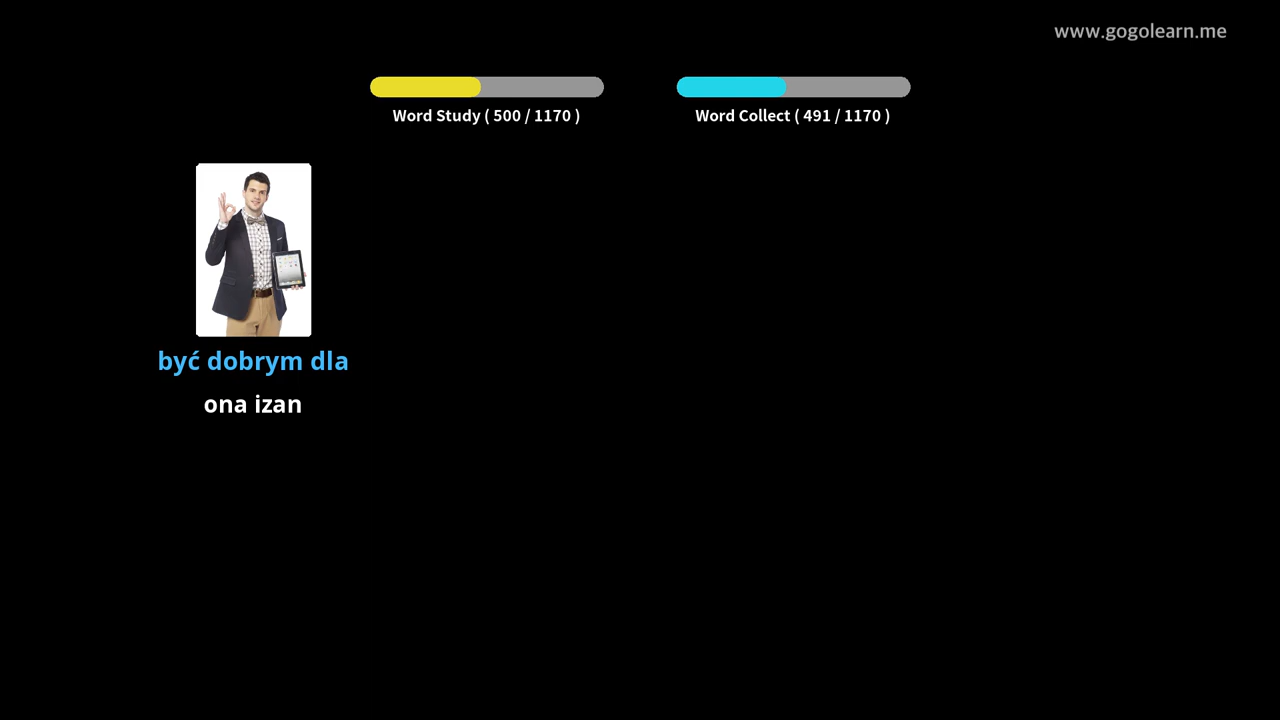 www.gogolearn.me
Word Study ( 500 / 1170 )
Word Collect ( 491 / 1170 )
być dobrym dla
ona izan